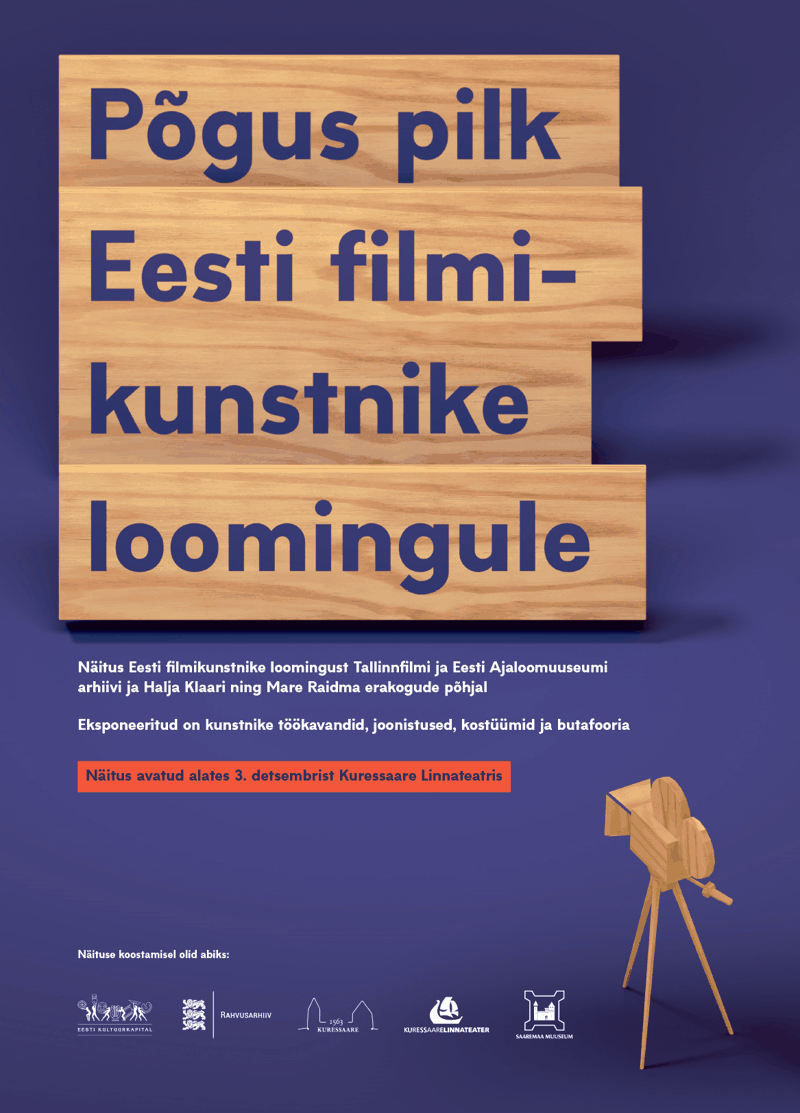 Põgus pilk
Eesti filmi-
kunstnike
loomingule
Näitus Eesti filmikunstnike loomingust Tallinnfilmi ja Eesti Ajaloomuuseumi
arhiivi ja Halja Klaari ning Mare Raidma erakogude põhjal
Eksponeeritud on kunstnike töökavandid, joonistused, kostüümid ja butafooria
Näitus avatud alates 3. detsembrist Kuressaare Linnateatris
Näituse koostamisel olid abiks:
EESTI KULTUURKAPITAL
RAHVUSARHIIV
1563
KURESSAARE
KURESSAARELINNATEATER
SAAREMAA MUUSEUM